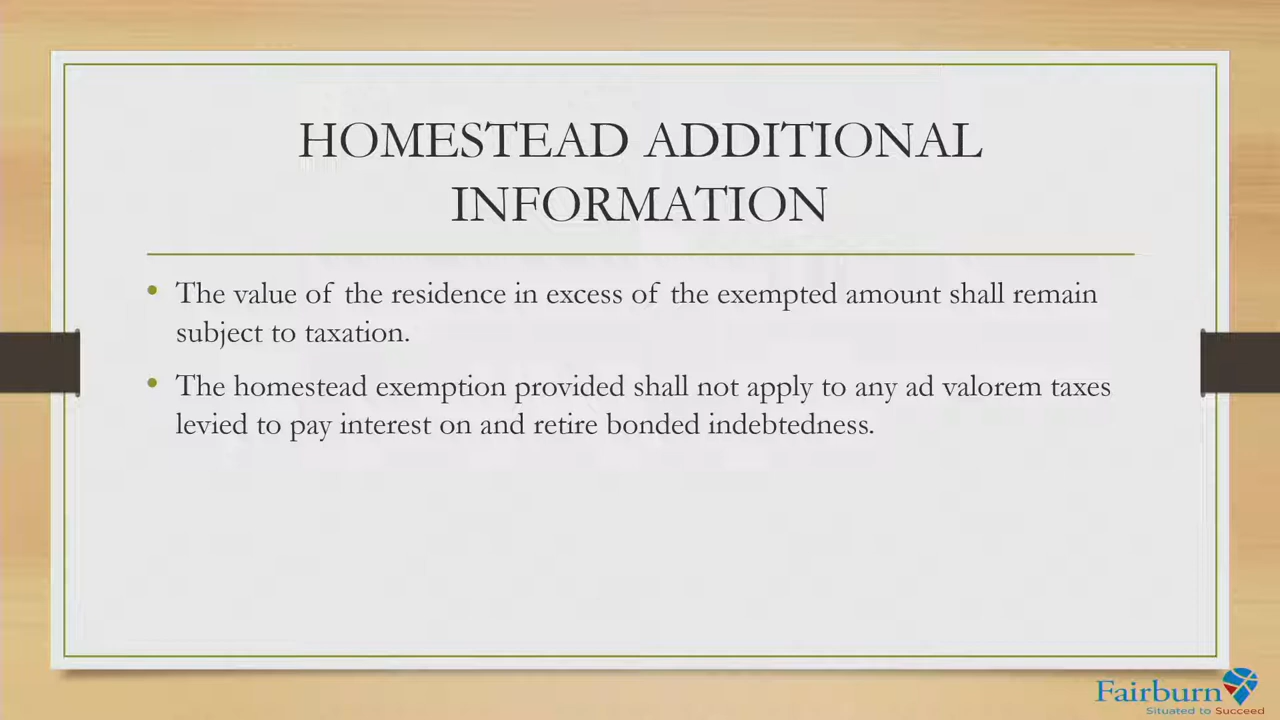 HOMESTEAD ADDITIONAL
INFORMATION
• The value of the residence in excess of the exempted amount shall remain
subject to taxation.
• The homestead exemption provided shall not apply to any ad valorem taxes
levied to pay interest on and retire bonded indebtedness.
Fairburn
Situated to Succeed